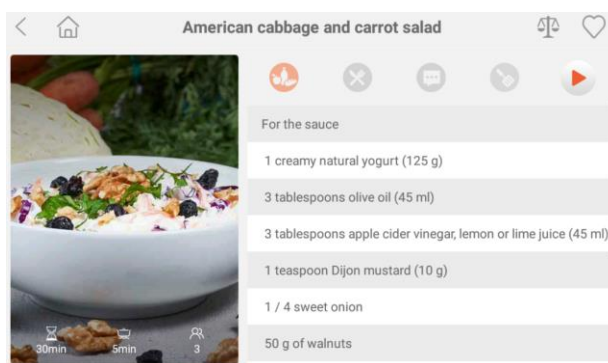 American cabbage and carrot salad
For the sauce
1 creamy natural yogurt (125 g)
3 tablespoons olive oil (45 ml)
3 tablespoons apple cider vinegar, lemon or lime juice (45 ml)
1 teaspoon Dijon mustard (10 g)
1 / 4 sweet onion
50 g of walnuts
30min
5min
3